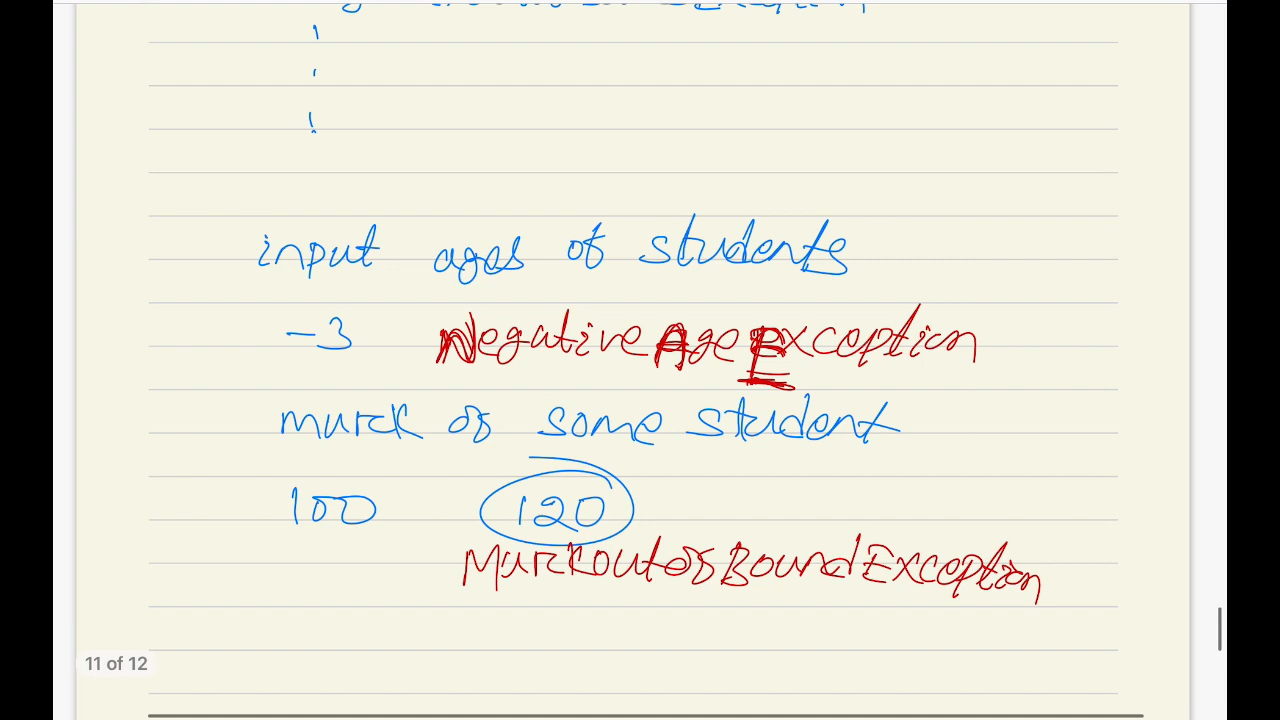 input ages of students
-3 NegativeAgeException
mark of some student
100 120
MarkoutofBoundException
11 of 12